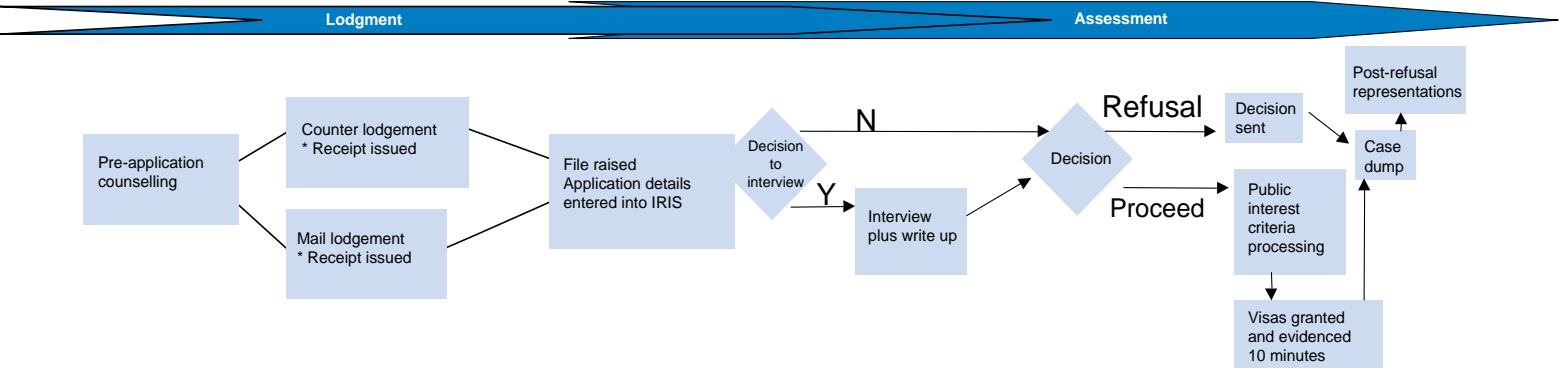 Lodgment
Assessment
Pre-application
counselling
Counter lodgement
* Receipt issued
Mail lodgement
* Receipt issued
File raised
Application details
entered into IRIS
Decision
to
interview
N
Y
Interview
plus write up
Decision
Refusal
Proceed
Decision
sent
Public
interest
criteria
processing
Visas granted
and evidenced
10 minutes
Case
dump
Post-refusal
representations